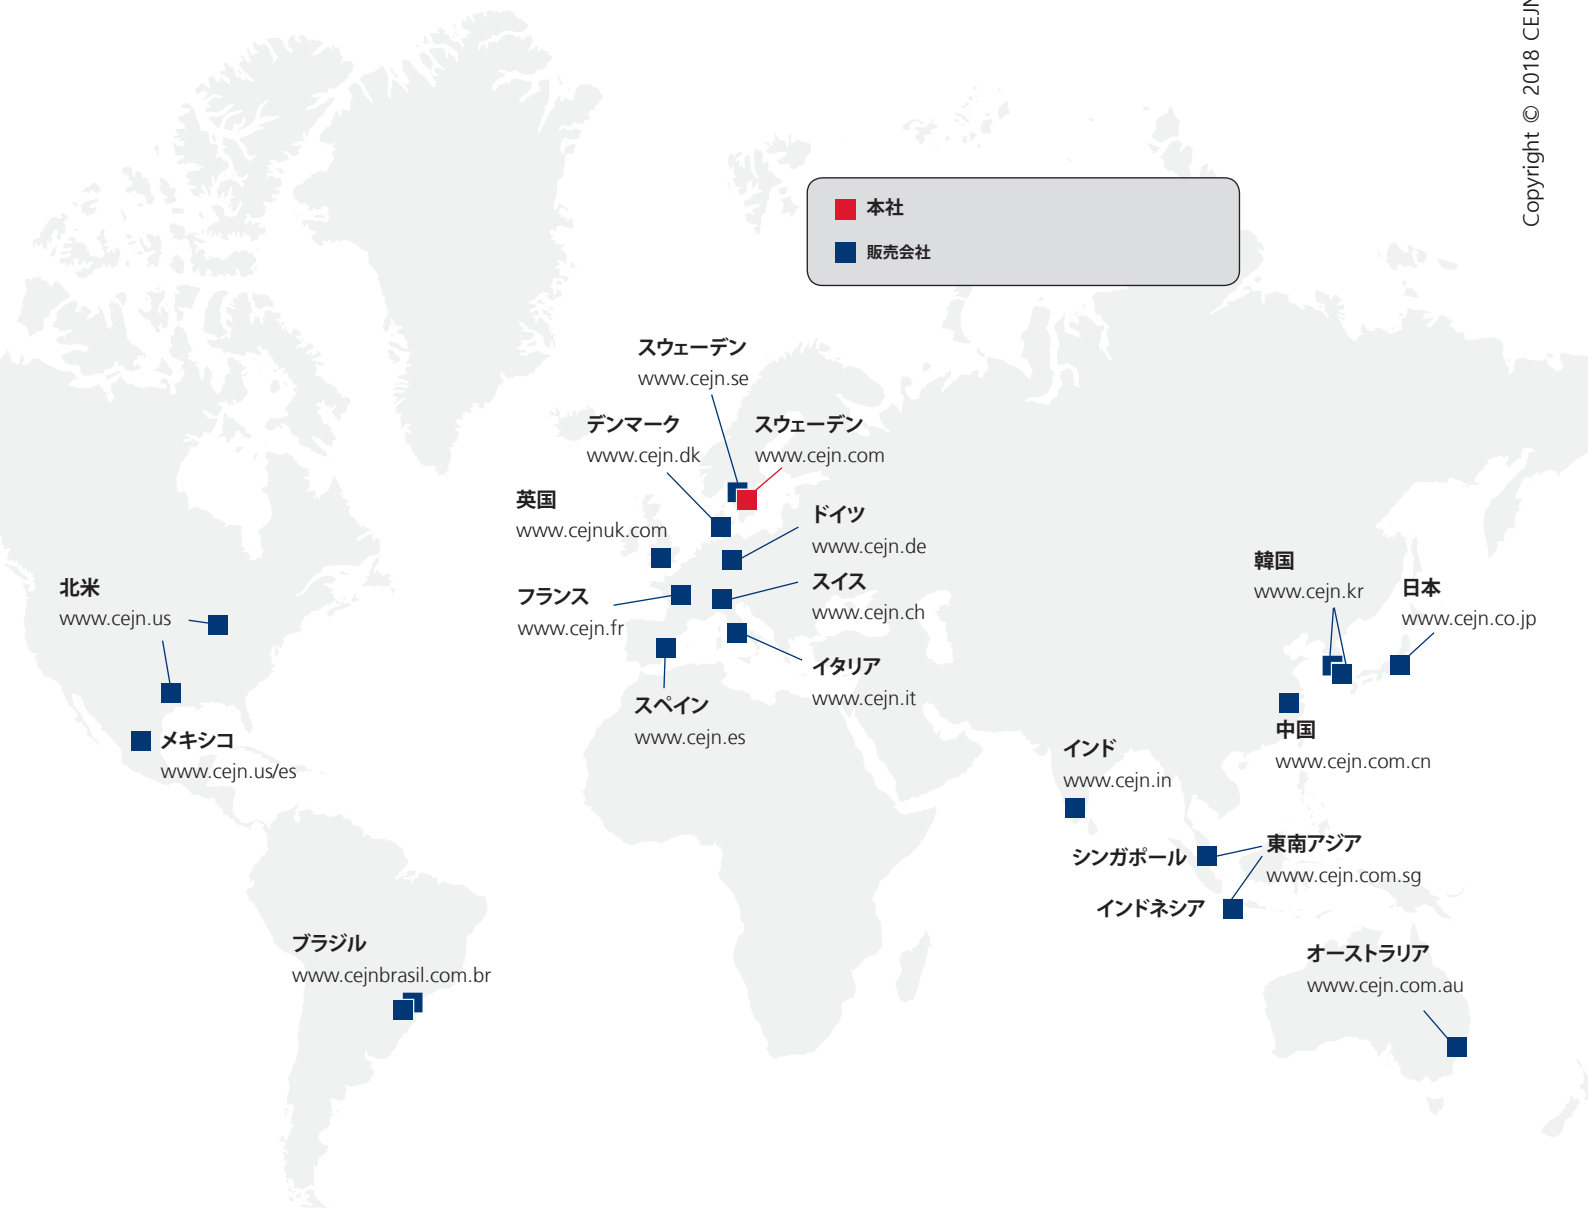 Copyright © 2018 CEJN
本社
販売会社
スウェーデン
www.cejn.se
デンマーク
www.cejn.dk
スウェーデン
www.cejn.com
英国
www.cejnuk.com
ドイツ
www.cejn.de
フランス
www.cejn.fr
スイス
www.cejn.ch
イタリア
www.cejn.it
スペイン
www.cejn.es
北米
www.cejn.us
メキシコ
www.cejn.us/es
ブラジル
www.cejnbrasil.com.br
韓国
www.cejn.kr
日本
www.cejn.co.jp
中国
www.cejn.com.cn
インド
www.cejn.in
シンガポール
東南アジア
www.cejn.com.sg
インドネシア
オーストラリア
www.cejn.com.au